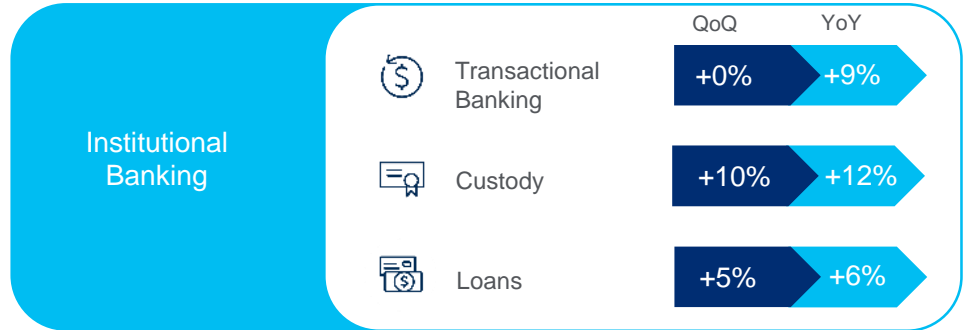 QoQ YoY
Institutional
Banking
Transactional
Banking
+0% +9%
Custody
+10% +12%
Loans
+5% +6%